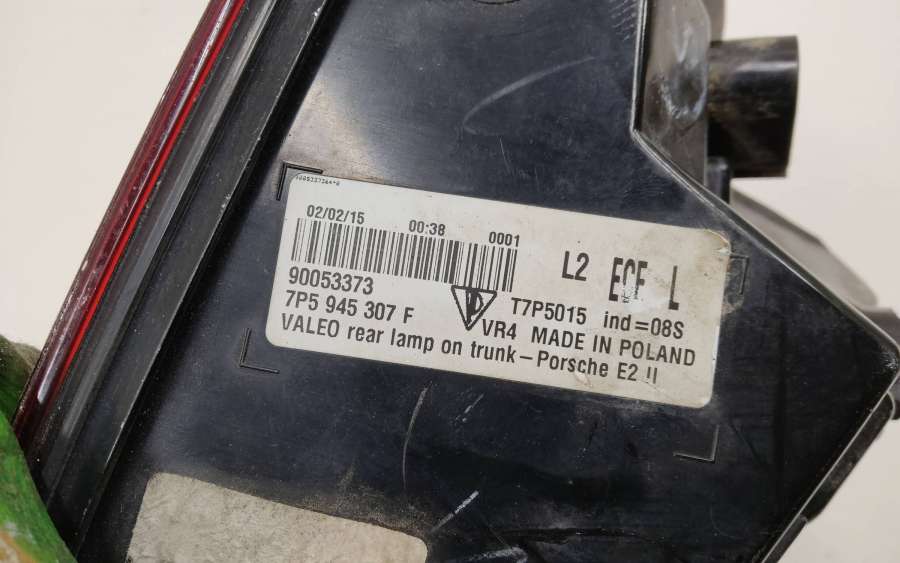 02/02/15 00:38 0001
L2 ECE L
90053373
7P5 945 307 F T7P5015 ind=08S
VR4 MADE IN POLAND
VALEO rear lamp on trunk-Porsche E2 II